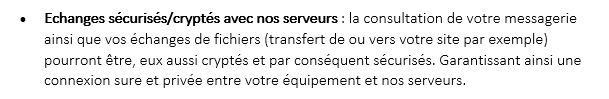 • Echanges sécurisés/cryptés avec nos serveurs : la consultation de votre messagerie
ainsi que vos échanges de fichiers (transfert de ou vers votre site par exemple)
pourront être, eux aussi cryptés et par conséquent sécurisés. Garantissant ainsi une
connexion sure et privée entre votre équipement et nos serveurs.